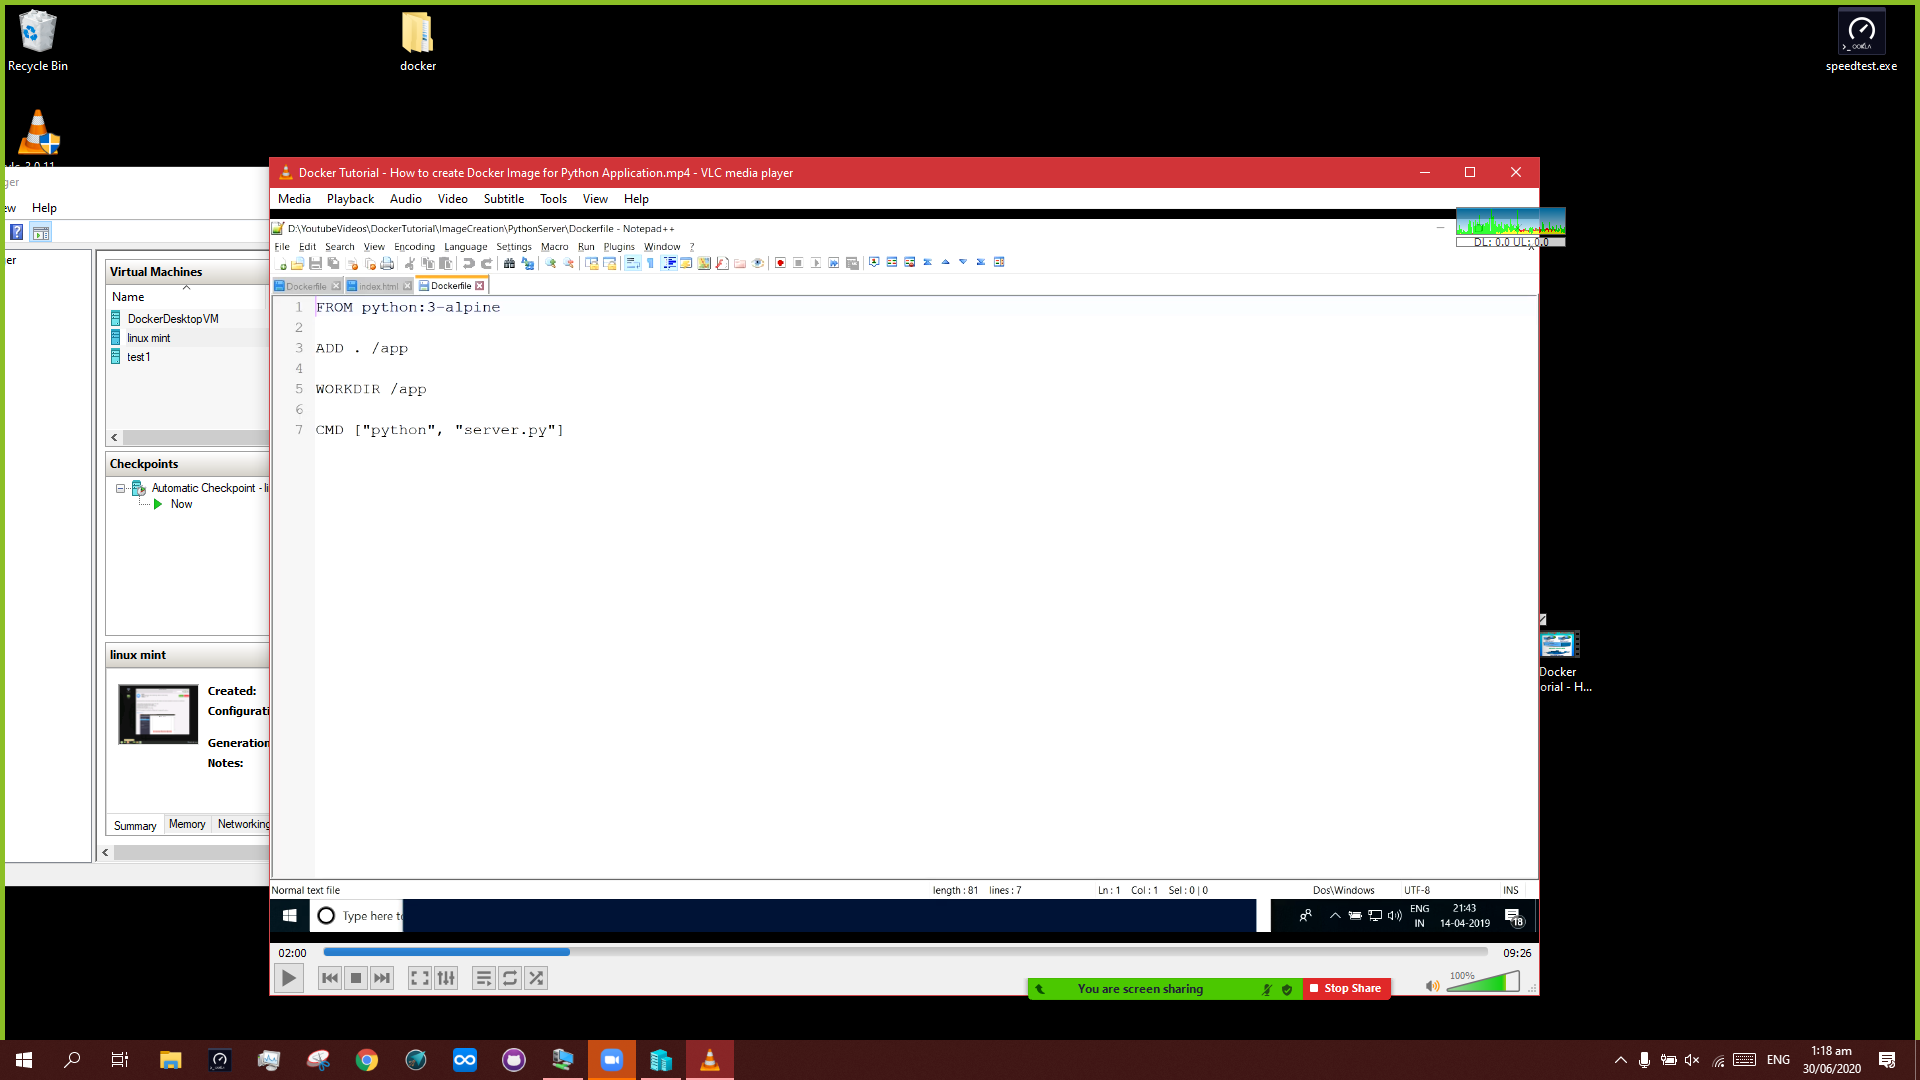 Recycle Bin
docker
speedtest.exe
OOKLA
ger
ew Help
er
Virtual Machines
Name
DockerDesktopVM
linux mint
test1
Checkpoints
Automatic Checkpoint - li
Now
linux mint
Created:
Configurati
Generation
Notes:
Summary Memory Networking
Docker Tutorial - How to create Docker Image for Python Application.mp4 - VLC media player
Media Playback Audio Video Subtitle Tools View Help
D:\YoutubeVideos\DockerTutorial\ImageCreation\PythonServer\Dockerfile - Notepad++
DL: 0.0 UL: 0.0
File Edit Search View Encoding Language Settings Macro Run Plugins Window ?
Dockerfile index.html Dockerfile
1 FROM python:3-alpine
2
3 ADD . /app
4
5 WORKDIR /app
6
7 CMD ["python", "server.py"]
Normal text file length : 81 lines : 7 Ln : 1 Col : 1 Sel : 0 | 0 Dos\Windows UTF-8 INS
Type here to
ENG
IN
21:43
14-04-2019
18
02:00 09:26
100%
You are screen sharing Stop Share
Docker
orial - H...
ENG
1:18 am
30/06/2020